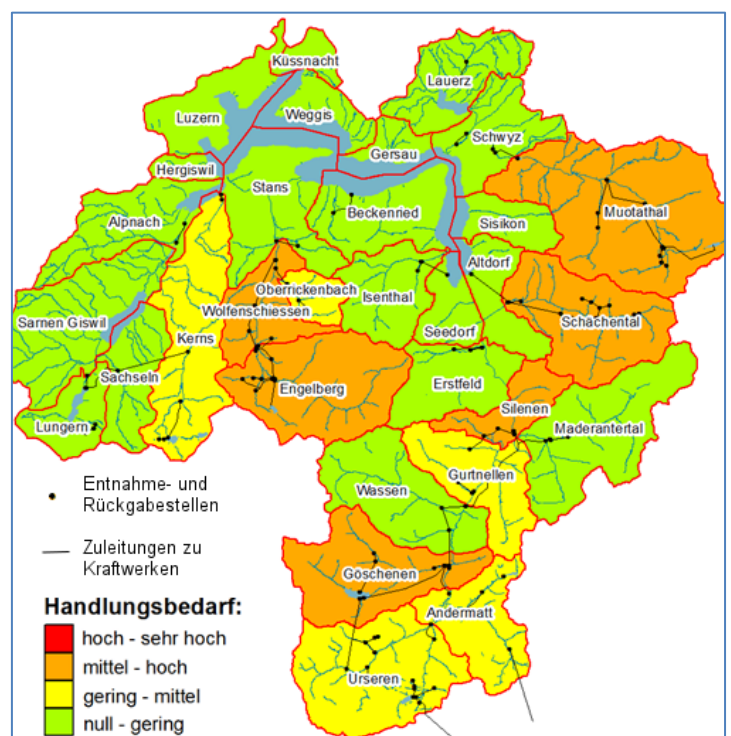 Küssnacht
Lauerz
Luzern
Weggis
Schwyz
Gersau
Hergiswil
Stans
Muotathal
Beckenried
Alpnach
Sisikon
Altdorf
Oberrickenbach
Isenthal
Wolfenschiessen
Sarnen Giswil
Schächental
Seedorf
Kerns
Sachseln
Engelberg
Erstfeld
Silenen
Lungern
Maderantertal
Gurtnellen
Wassen
Entnahme- und
Rückgabestellen
Zuleitungen zu
Kraftwerken
Göschenen
Andermatt
Urseren
Handlungsbedarf:
hoch - sehr hoch
mittel - hoch
gering - mittel
null - gering